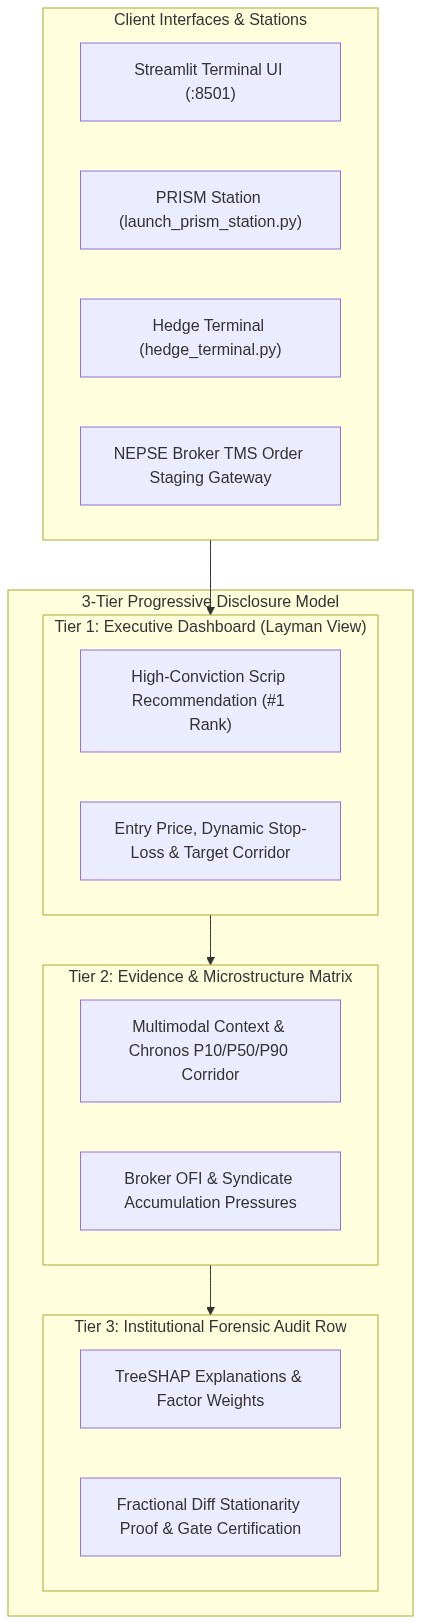 Client Interfaces & Stations
Streamlit Terminal UI
(:8501)
PRISM Station
(launch_prism_station.py)
Hedge Terminal
(hedge_terminal.py)
NEPSE Broker TMS Order
Staging Gateway
3-Tier Progressive Disclosure Model
Tier 1: Executive Dashboard (Layman View)
High-Conviction Scrip
Recommendation (#1
Rank)
Entry Price, Dynamic Stop-
Loss & Target Corridor
Tier 2: Evidence & Microstructure Matrix
Multimodal Context &
Chronos P10/P50/P90
Corridor
Broker OFI & Syndicate
Accumulation Pressures
Tier 3: Institutional Forensic Audit Row
TreeSHAP Explanations &
Factor Weights
Fractional Diff Stationarity
Proof & Gate Certification